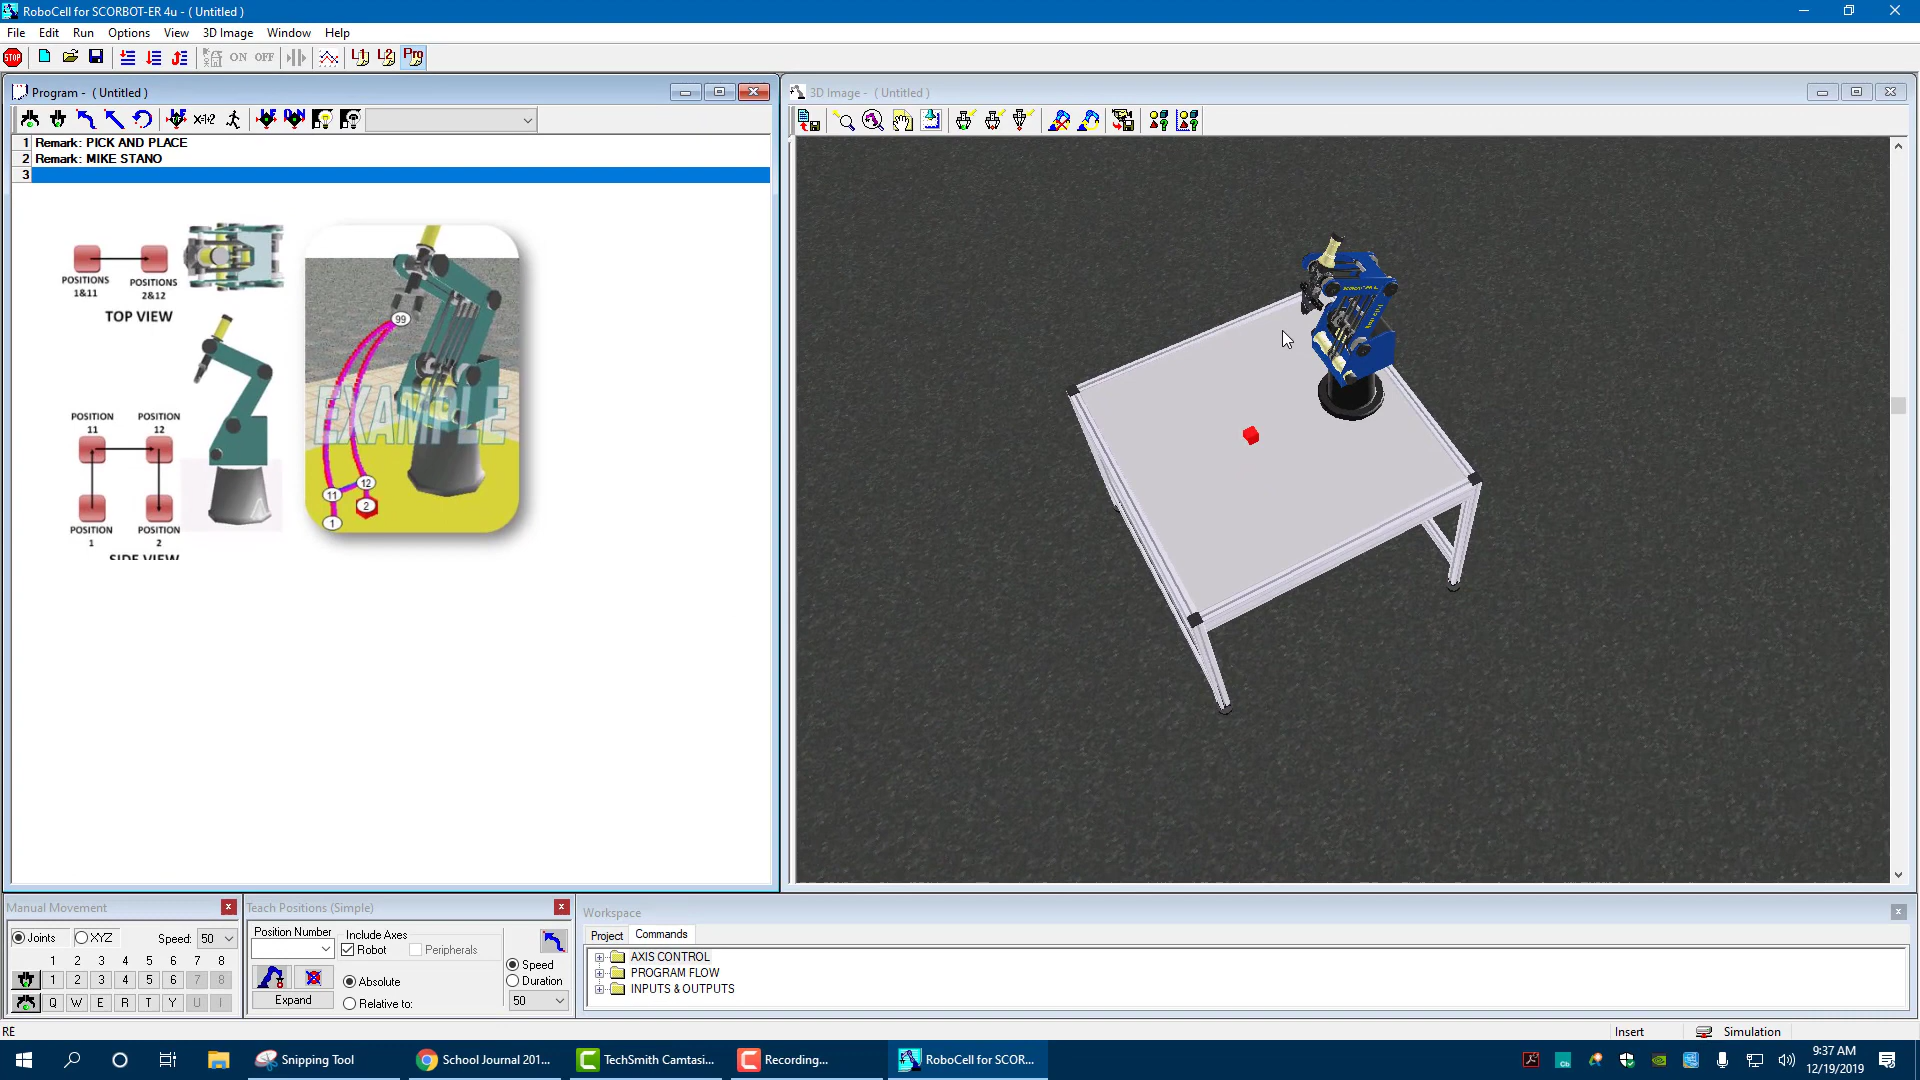 RoboCell for SCORBOT-ER 4u - ( Untitled )
File Edit Run Options View 3D Image Window Help
STOP ON OFF L1 L2 Pro
Program - ( Untitled )
3D Image - ( Untitled )
1 Remark: PICK AND PLACE
2 Remark: MIKE STANO
3
POSITIONS
1&11
POSITIONS
2&12
TOP VIEW
POSITION
11
POSITION
12
POSITION
1
POSITION
2
SIDE VIEW
99
EXAMPLE
11
12
2
1
Manual Movement
Joints XYZ Speed: 50
1 2 3 4 5 6 7 8
1 2 3 4 5 6 7 8
Q W E R T Y U I
Teach Positions (Simple)
Position Number
Include Axes
Robot Peripherals
Absolute
Expand
Relative to:
Speed
Duration
50
Workspace
Project Commands
AXIS CONTROL
PROGRAM FLOW
INPUTS & OUTPUTS
RE
Insert Simulation
Snipping Tool
School Journal 201...
TechSmith Camtasi...
Recording...
RoboCell for SCOR...
9:37 AM
12/19/2019